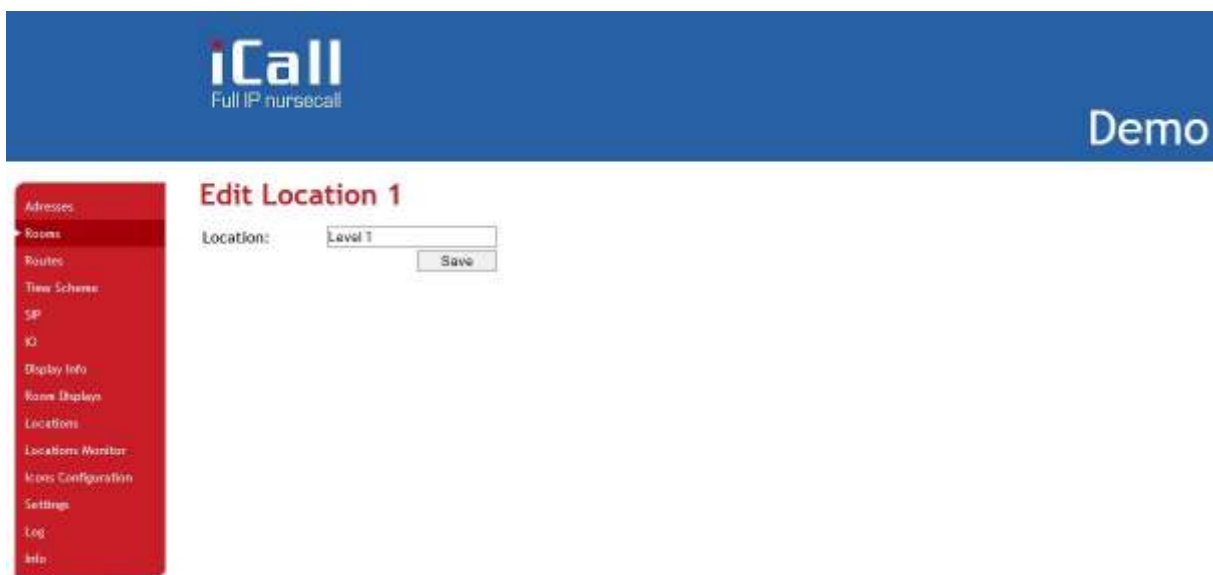 iCall
Full IP nursecall
Demo
Edit Location 1
Location: Level 1
Save
Adresses
Rooms
Routes
Time Scheme
SIP
IO
Display Info
Room Displays
Locations
Locations Monitor
Icons Configuration
Settings
Log
Info